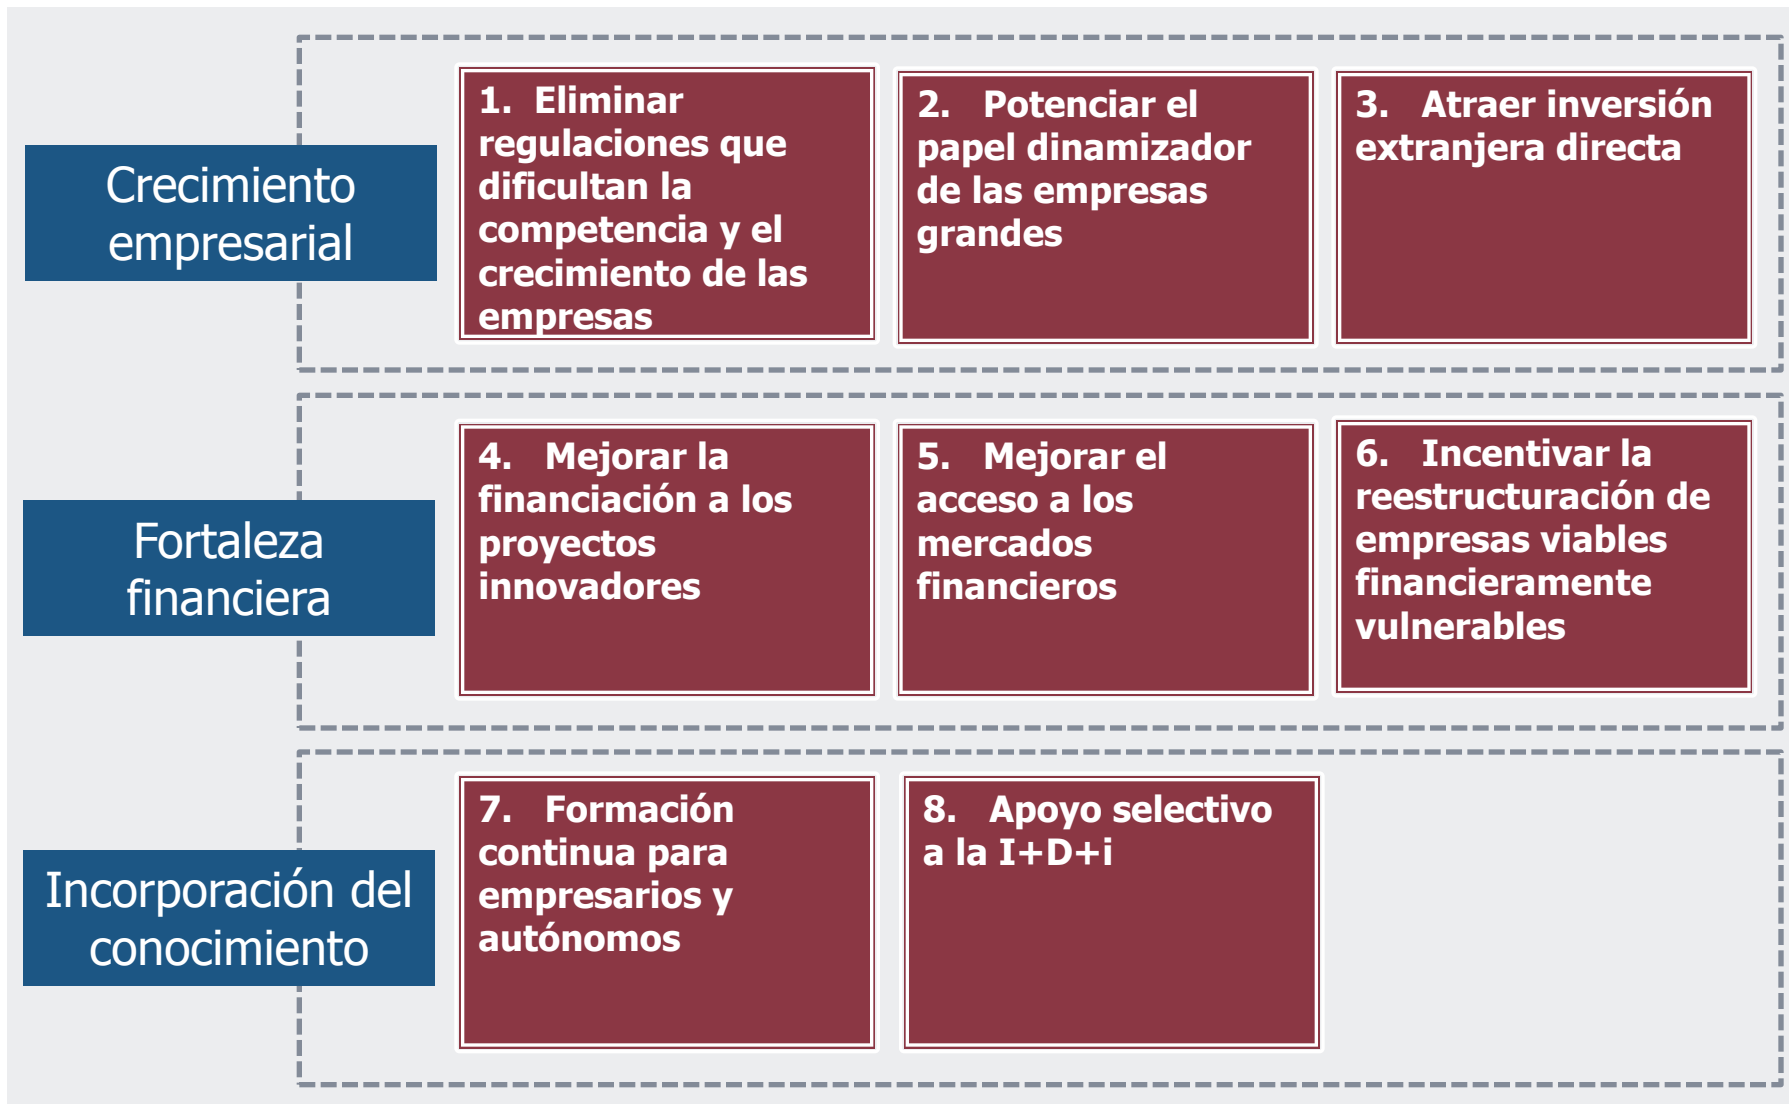 Crecimiento
empresarial
1. Eliminar
regulaciones que
dificultan la
competencia y el
crecimiento de las
empresas
2. Potenciar el
papel dinamizador
de las empresas
grandes
3. Atraer inversión
extranjera directa
Fortaleza
financiera
4. Mejorar la
financiación a los
proyectos
innovadores
5. Mejorar el
acceso a los
mercados
financieros
6. Incentivar la
reestructuración de
empresas viables
financieramente
vulnerables
Incorporación del
conocimiento
7. Formación
continua para
empresarios y
autónomos
8. Apoyo selectivo
a la I+D+i